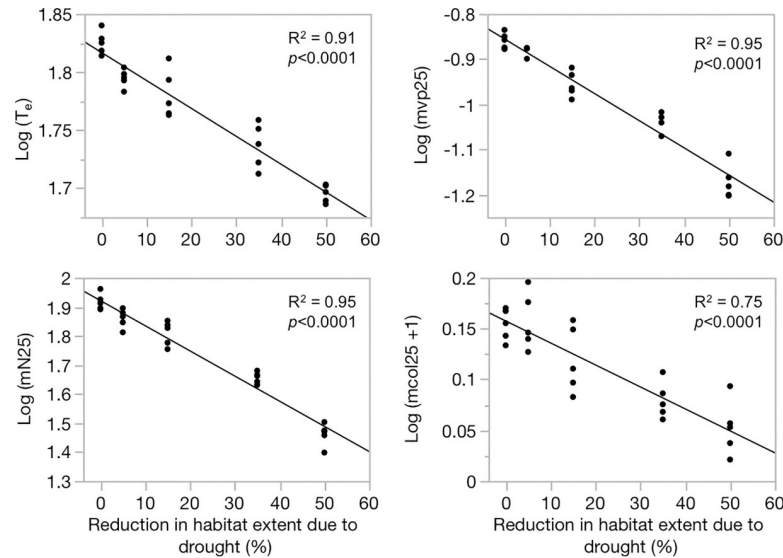 1.85
1.8
1.75
1.7
Log (Te)
R2 = 0.91
p<0.0001
0 10 20 30 40 50 60
-0.8
-0.9
-1
-1.1
-1.2
Log (mvp25)
R2 = 0.95
p<0.0001
0 10 20 30 40 50 60
2
1.9
1.8
1.7
1.6
1.5
1.4
1.3
Log (mN25)
R2 = 0.95
p<0.0001
0 10 20 30 40 50 60
Reduction in habitat extent due to
drought (%)
0.2
0.15
0.1
0.05
0
Log (mcol25 +1)
R2 = 0.75
p<0.0001
0 10 20 30 40 50 60
Reduction in habitat extent due to
drought (%)